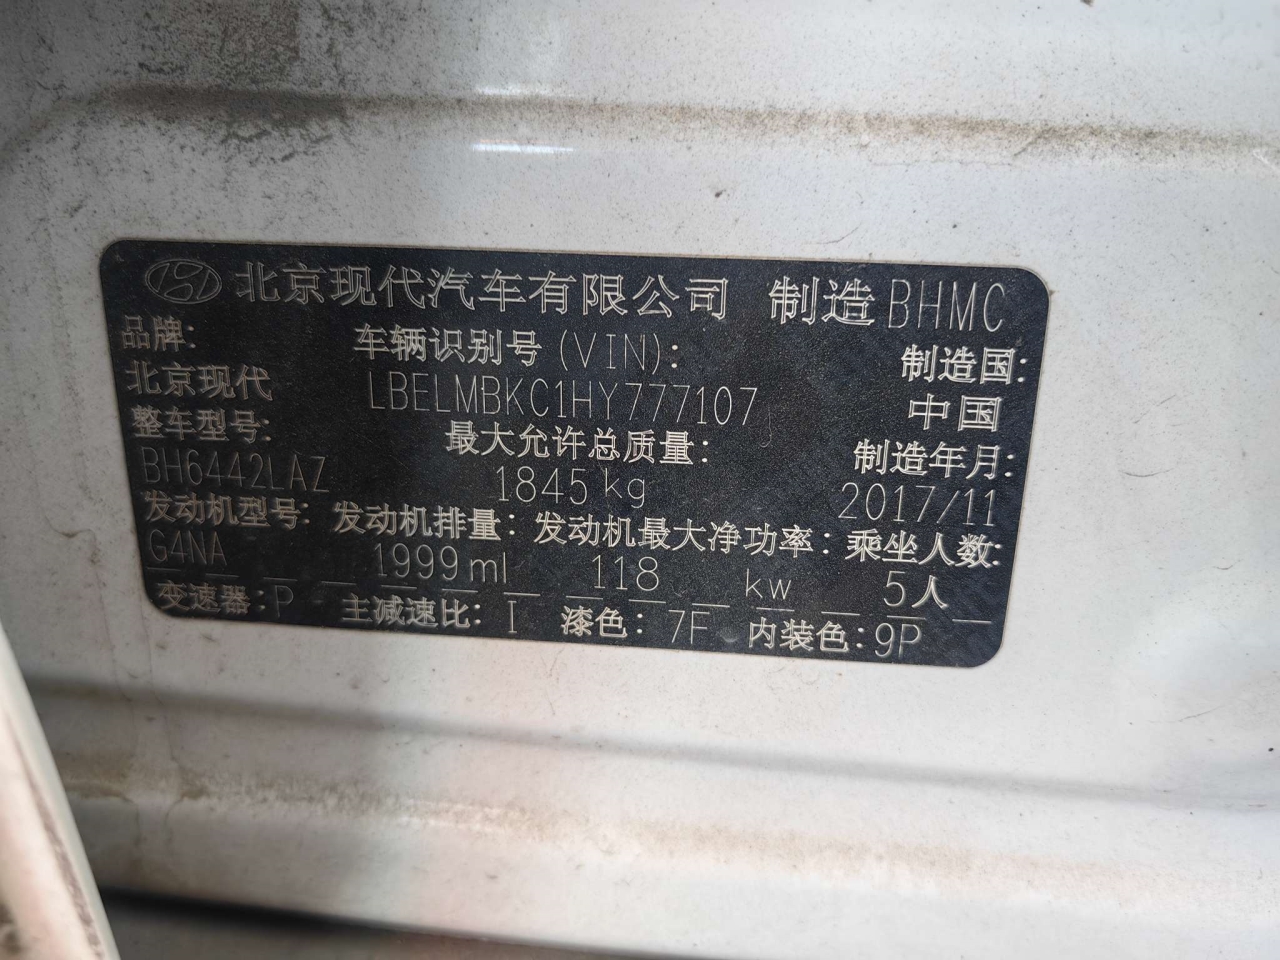 北京现代汽车有限公司 制造BHMC
品牌: 车辆识别号(VIN): 制造国:
北京现代 LBELMBKC1HY777107 中国
整车型号: 最大允许总质量: 制造年月:
BH6442LAZ 1845kg 2017/11
发动机型号: 发动机排量: 发动机最大净功率: 乘坐人数:
G4NA 1999ml 118 kw 5人
变速器:P 主减速比: I 漆色: 7F 内装色:9P